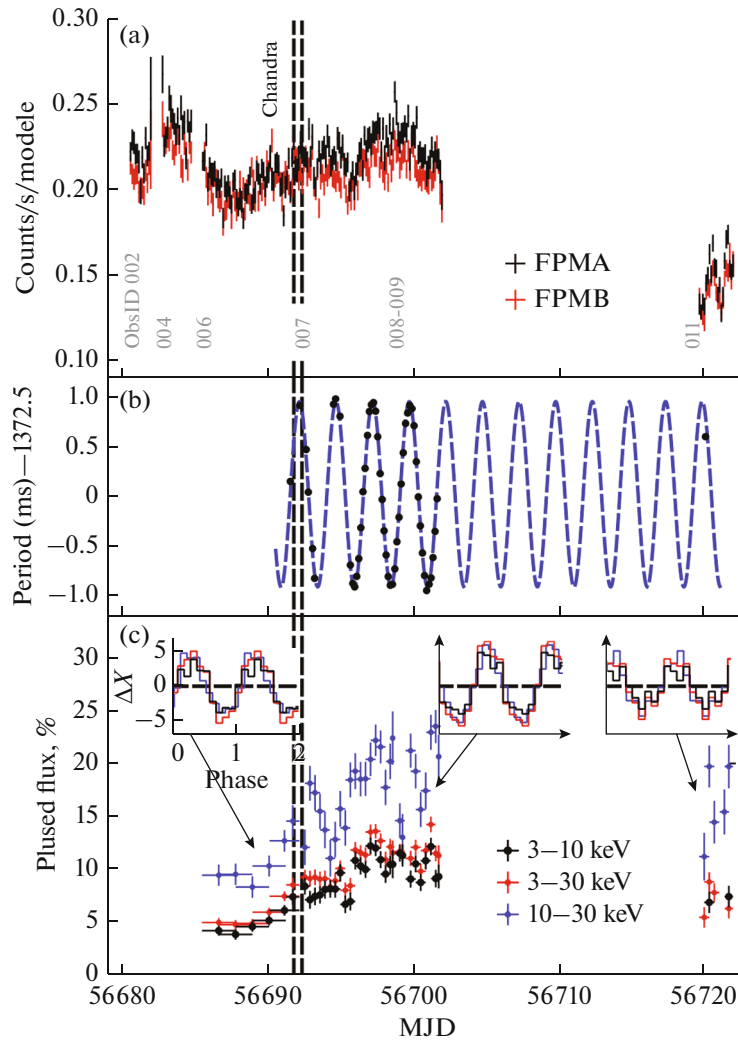 (a)
0.30
0.25
0.20
0.15
0.10
Counts/s/modele
Chandra
FPMA
FPMB
ObsID 002
004
006
007
008-009
011
(b)
1.0
0.5
0
−0.5
−1.0
Period (ms)—1372.5
(c)
30
25
20
15
10
5
0
Plused flux, %
ΔX
5
0
−5
0
1
2
Phase
3—10 keV
3—30 keV
10—30 keV
56680
56690
56700
56710
56720
MJD